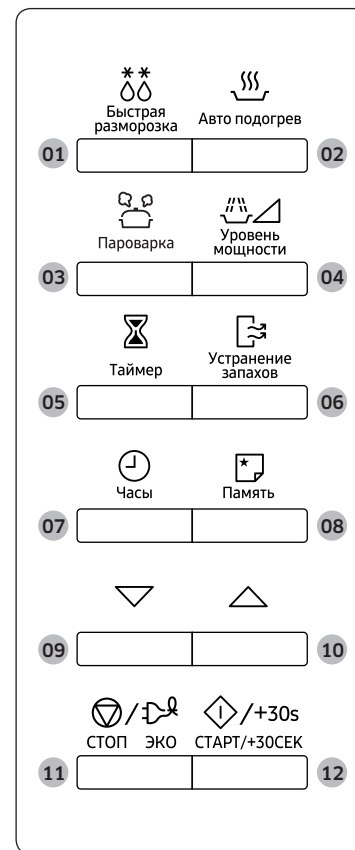 Быстрая
разморозка
Авто подогрев
01
02
Пароварка
Уровень
мощности
03
04
Таймер
Устранение
запахов
05
06
Часы
Память
07
08
09
10
/ /+30s
СТОП ЭКО СТАРТ/+30СЕК
11
12